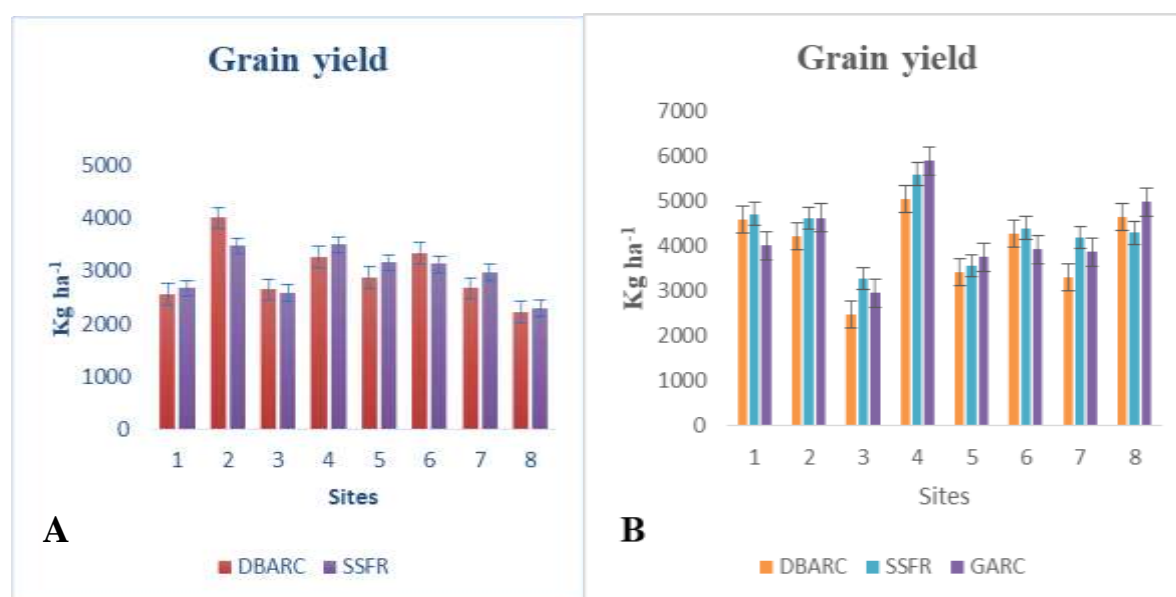 Grain yield
5000
4000
3000
2000
1000
0
Kg ha-1
1 2 3 4 5 6 7 8
Sites
A
DBARC SSFR
Grain yield
7000
6000
5000
4000
3000
2000
1000
0
Kg ha-1
1 2 3 4 5 6 7 8
Sites
B
DBARC SSFR GARC